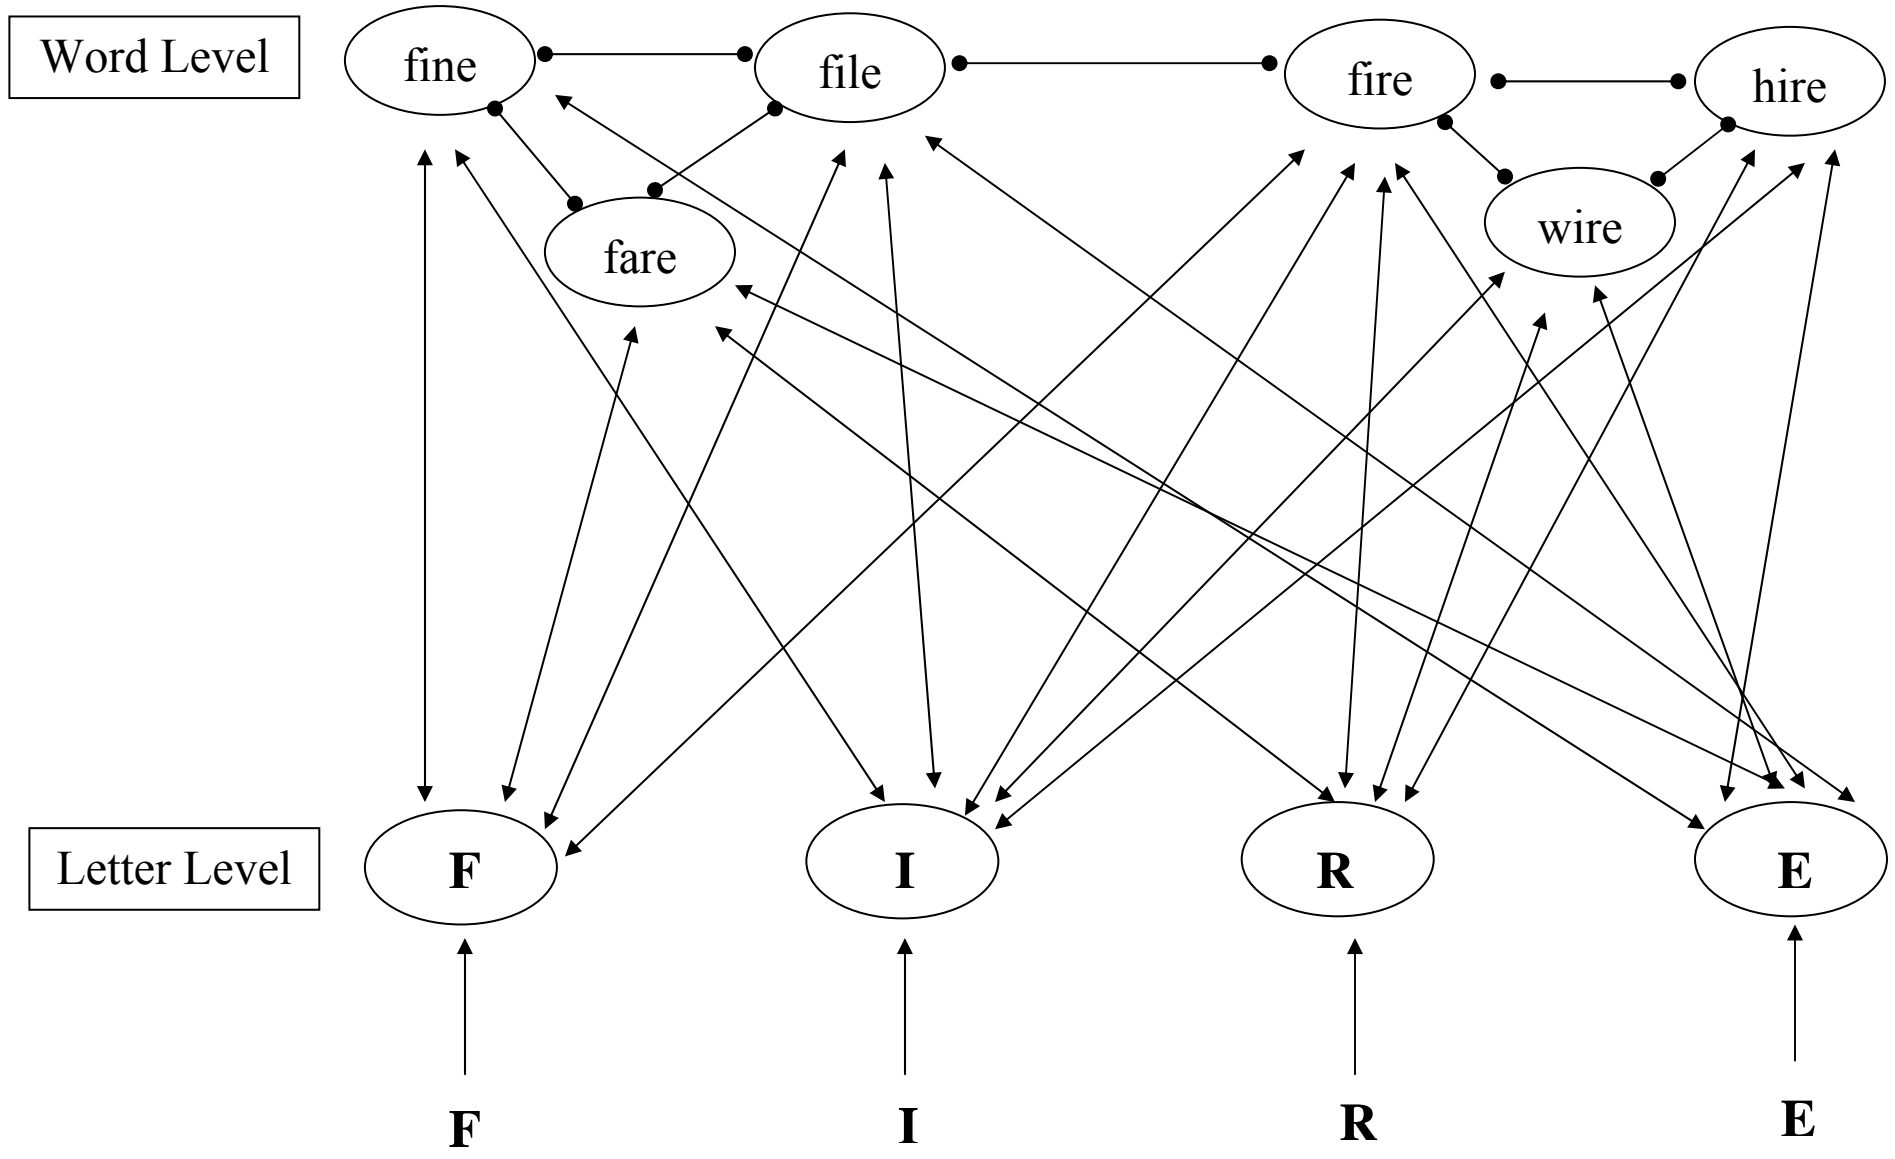 Word Level
fine
file
fire
hire
fare
wire
Letter Level
F
I
R
E
F
I
R
E